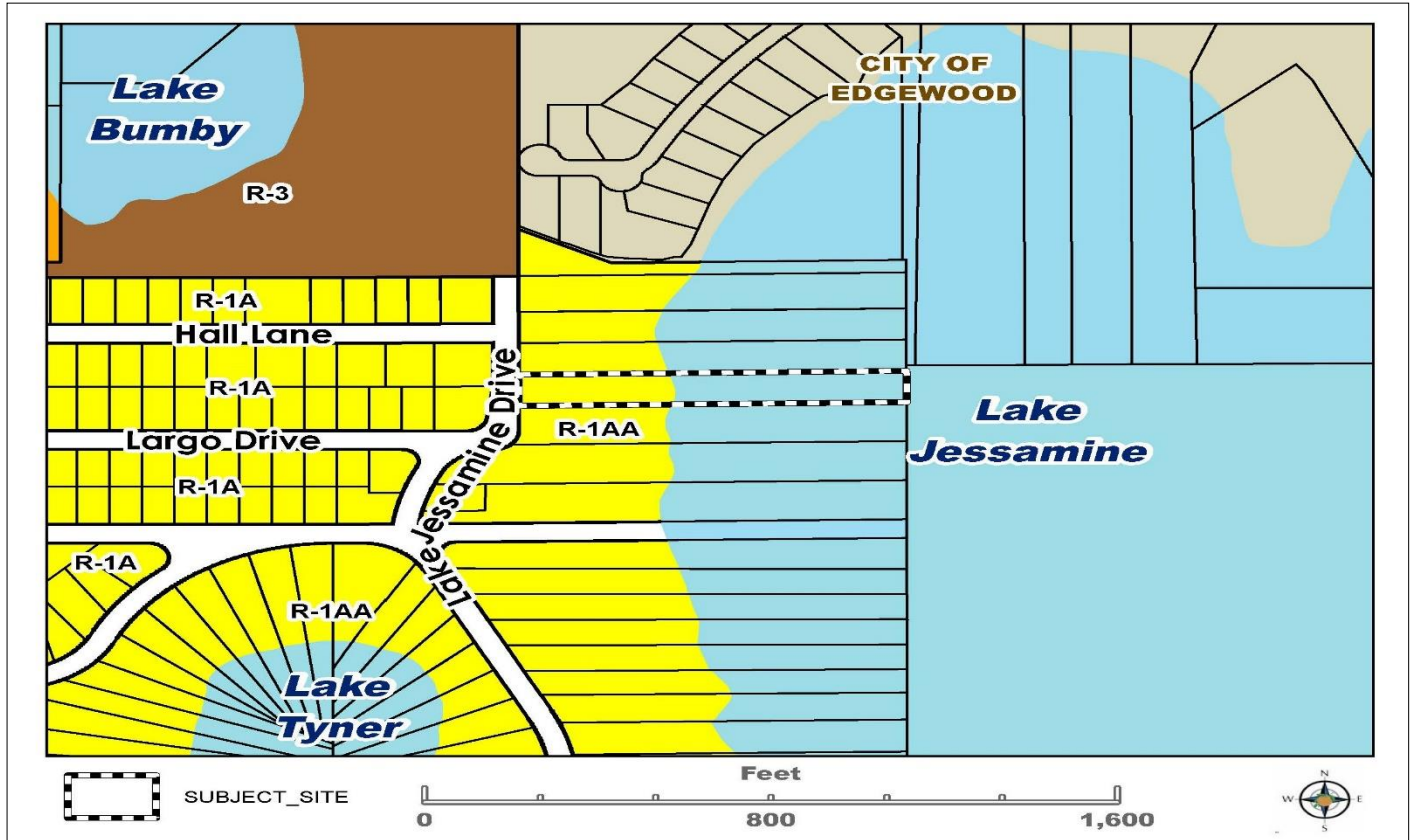 CITY OF
EDGEWOOD
Lake
Bumby
R-3
R-1A
Hall Lane
R-1A
Lake Jessamine Drive
Lake
Jessamine
R-1AA
Largo Drive
R-1A
R-1A
R-1AA
Lake
Lake
Tyner
SUBJECT_SITE
Feet
0
800
1,600
N
W
E
S